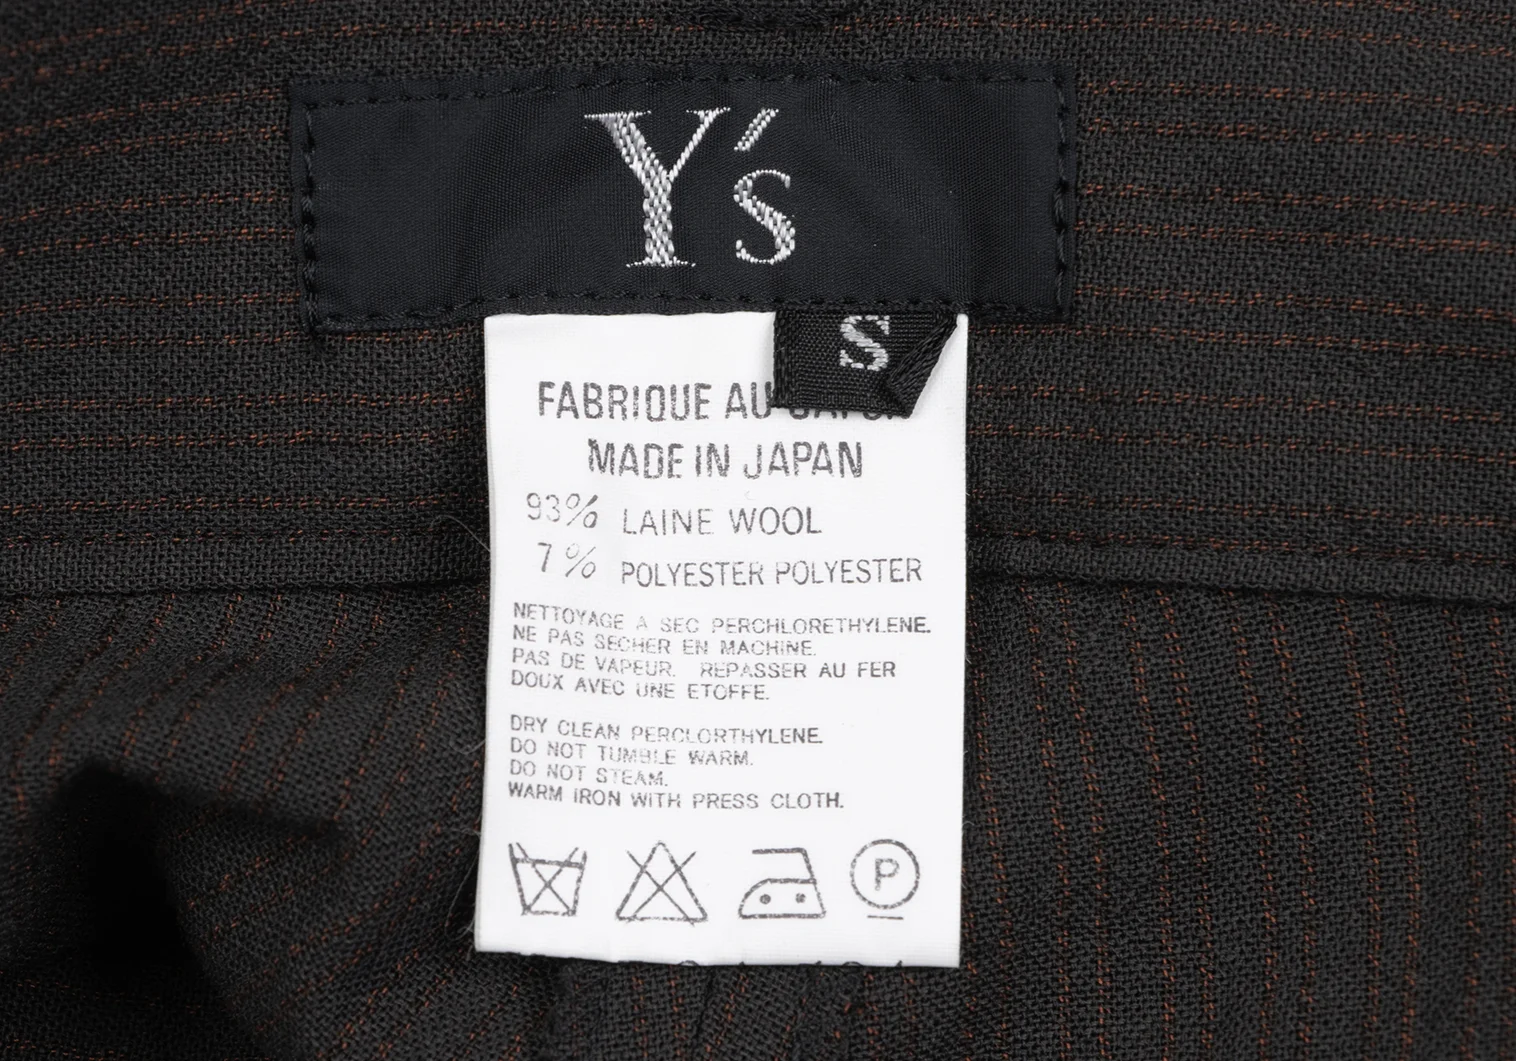 Y's
S
FABRIQUE AU JAPON
MADE IN JAPAN
93% LAINE WOOL
7% POLYESTER POLYESTER
NETTOYAGE A SEC PERCHLORETHYLENE.
NE PAS SECHER EN MACHINE.
PAS DE VAPEUR. REPASSER AU FER
DOUX AVEC UNE ETOFFE.
DRY CLEAN PERCLORTHYLENE.
DO NOT TUMBLE WARM.
DO NOT STEAM.
WARM IRON WITH PRESS CLOTH.
P